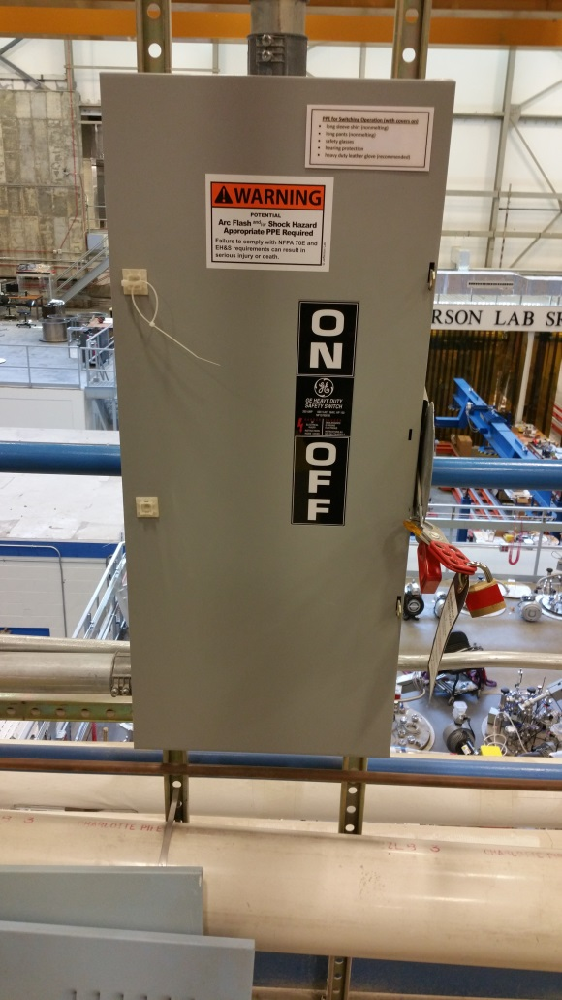 PPE for Switching Operation (with covers on)
• long sleeve shirt (nonmelting)
• long pants (nonmelting)
• safety glasses
• hearing protection
• heavy duty leather glove (recommended)
WARNING
POTENTIAL
Arc Flash and/or Shock Hazard
Appropriate PPE Required
Failure to comply with NFPA 70E and
EH&S requirements can result in
serious injury or death.
ON
GE
GE HEAVY DUTY
SAFETY SWITCH
OFF
RSON LAB
CHARLOTTE PIPE